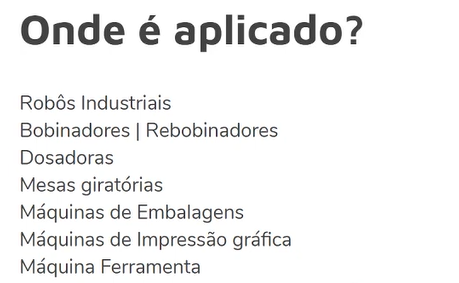 Onde é aplicado?
Robôs Industriais
Bobinadores | Rebobinadores
Dosadoras
Mesas giratórias
Máquinas de Embalagens
Máquinas de Impressão gráfica
Máquina Ferramenta